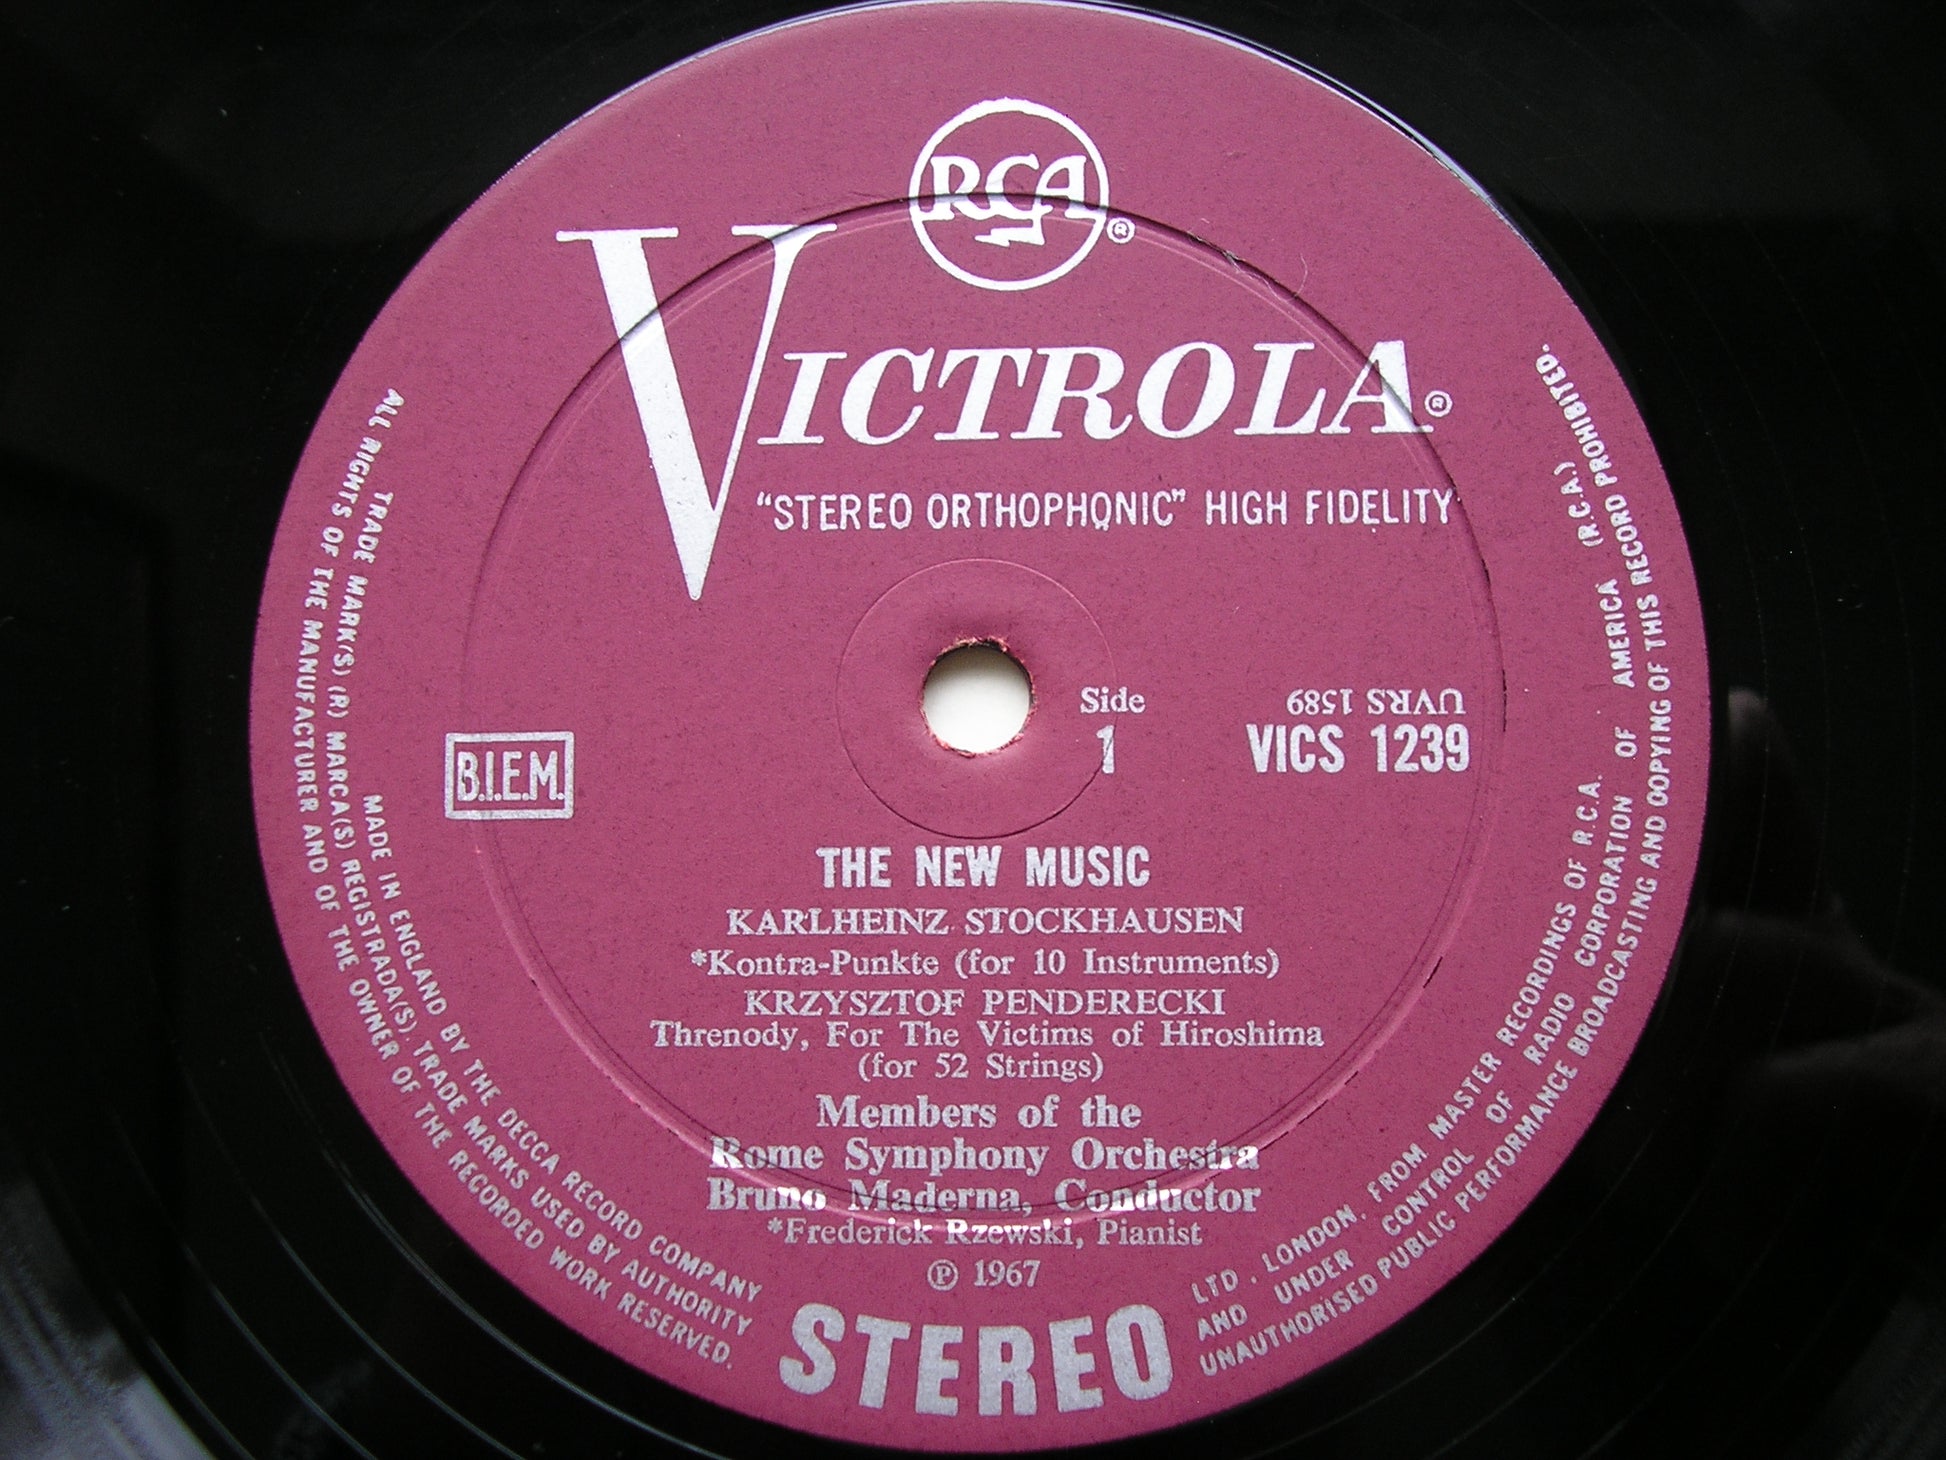 RCA ®
VICTROLA ®
"STEREO ORTHOPHONIC" HIGH FIDELITY
Side
1
UVRS 1589
VICS 1239
B.I.E.M.
THE NEW MUSIC
KARLHEINZ STOCKHAUSEN
*Kontra-Punkte (for 10 Instruments)
KRZYSZTOF PENDERECKI
Threnody, For The Victims of Hiroshima
(for 52 Strings)
Members of the
Rome Symphony Orchestra
Bruno Maderna, Conductor
*Frederick Rzewski, Pianist
℗ 1967
STEREO
MADE IN ENGLAND BY THE DECCA RECORD COMPANY LTD. LONDON. FROM MASTER RECORDINGS OF R.C.A.
TRADE MARK(S) (R) MARCA(S) REGISTRADA(S). TRADE MARKS USED BY AUTHORITY AND UNDER CONTROL OF RADIO CORPORATION OF AMERICA (R.C.A.)
ALL RIGHTS OF THE MANUFACTURER AND OF THE OWNER OF THE RECORDED WORK RESERVED. UNAUTHORISED PUBLIC PERFORMANCE BROADCASTING AND COPYING OF THIS RECORD PROHIBITED.